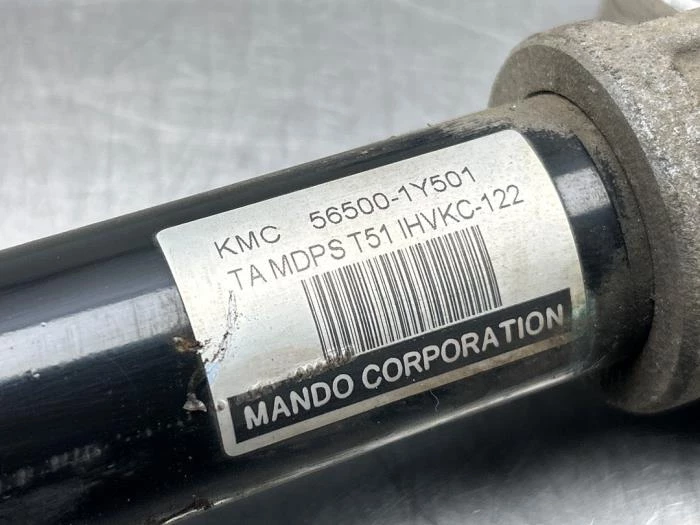 KMC 56500-1Y501
TA MDPS T51 IHVKC-122
MANDO CORPORATION